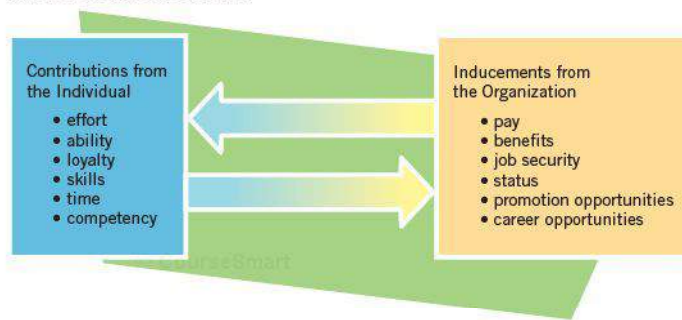 Contributions from
the Individual
• effort
• ability
• loyalty
• skills
• time
• competency
Inducements from
the Organization
• pay
• benefits
• job security
• status
• promotion opportunities
• career opportunities
CourseSmart